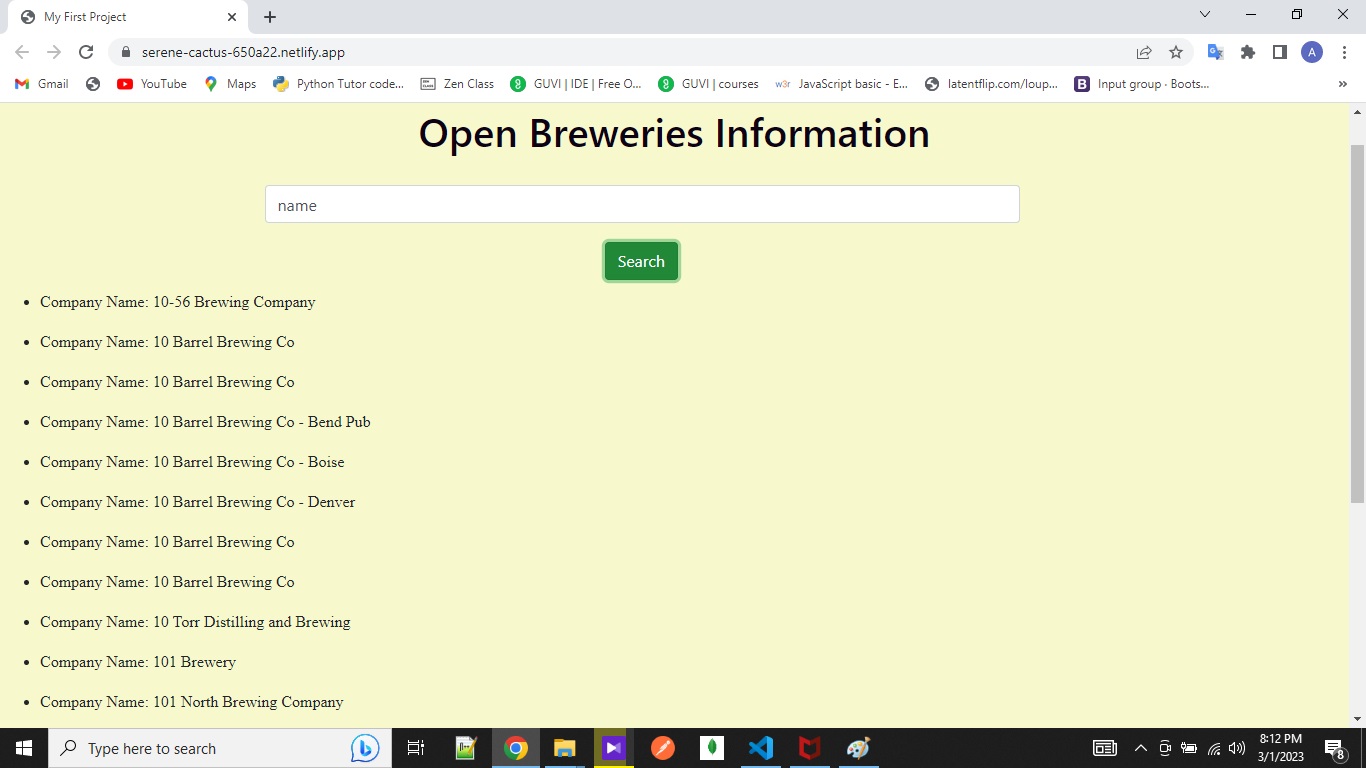 My First Project
serene-cactus-650a22.netlify.app
A
Gmail YouTube Maps Python Tutor code... Zen Class GUVI | IDE | Free O... GUVI | courses w3r JavaScript basic - E... latentflip.com/loup... B Input group · Boots... »
Open Breweries Information
name
Search
• Company Name: 10-56 Brewing Company
• Company Name: 10 Barrel Brewing Co
• Company Name: 10 Barrel Brewing Co
• Company Name: 10 Barrel Brewing Co - Bend Pub
• Company Name: 10 Barrel Brewing Co - Boise
• Company Name: 10 Barrel Brewing Co - Denver
• Company Name: 10 Barrel Brewing Co
• Company Name: 10 Barrel Brewing Co
• Company Name: 10 Torr Distilling and Brewing
• Company Name: 101 Brewery
• Company Name: 101 North Brewing Company
Type here to search
8:12 PM
3/1/2023
8